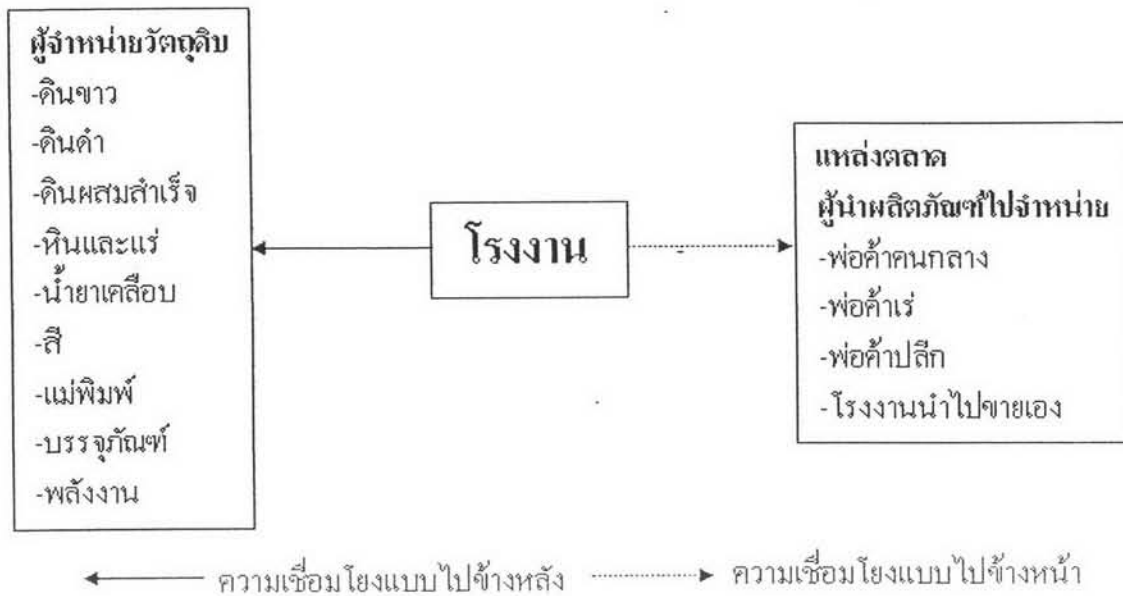 ผู้จำหน่ายวัตถุดิบ
-ดินขาว
-ดินดำ
-ดินผสมสำเร็จ
-หินและแร่
-น้ำยาเคลือบ
-สี
-แม่พิมพ์
-บรรจุภัณฑ์
-พลังงาน
โรงงาน
แหล่งตลาด
ผู้นำผลิตภัณฑ์ไปจำหน่าย
-พ่อค้าคนกลาง
-พ่อค้าเร่
-พ่อค้าปลีก
-โรงงานนำไปขายเอง
ความเชื่อมโยงแบบไปข้างหลัง
ความเชื่อมโยงแบบไปข้างหน้า